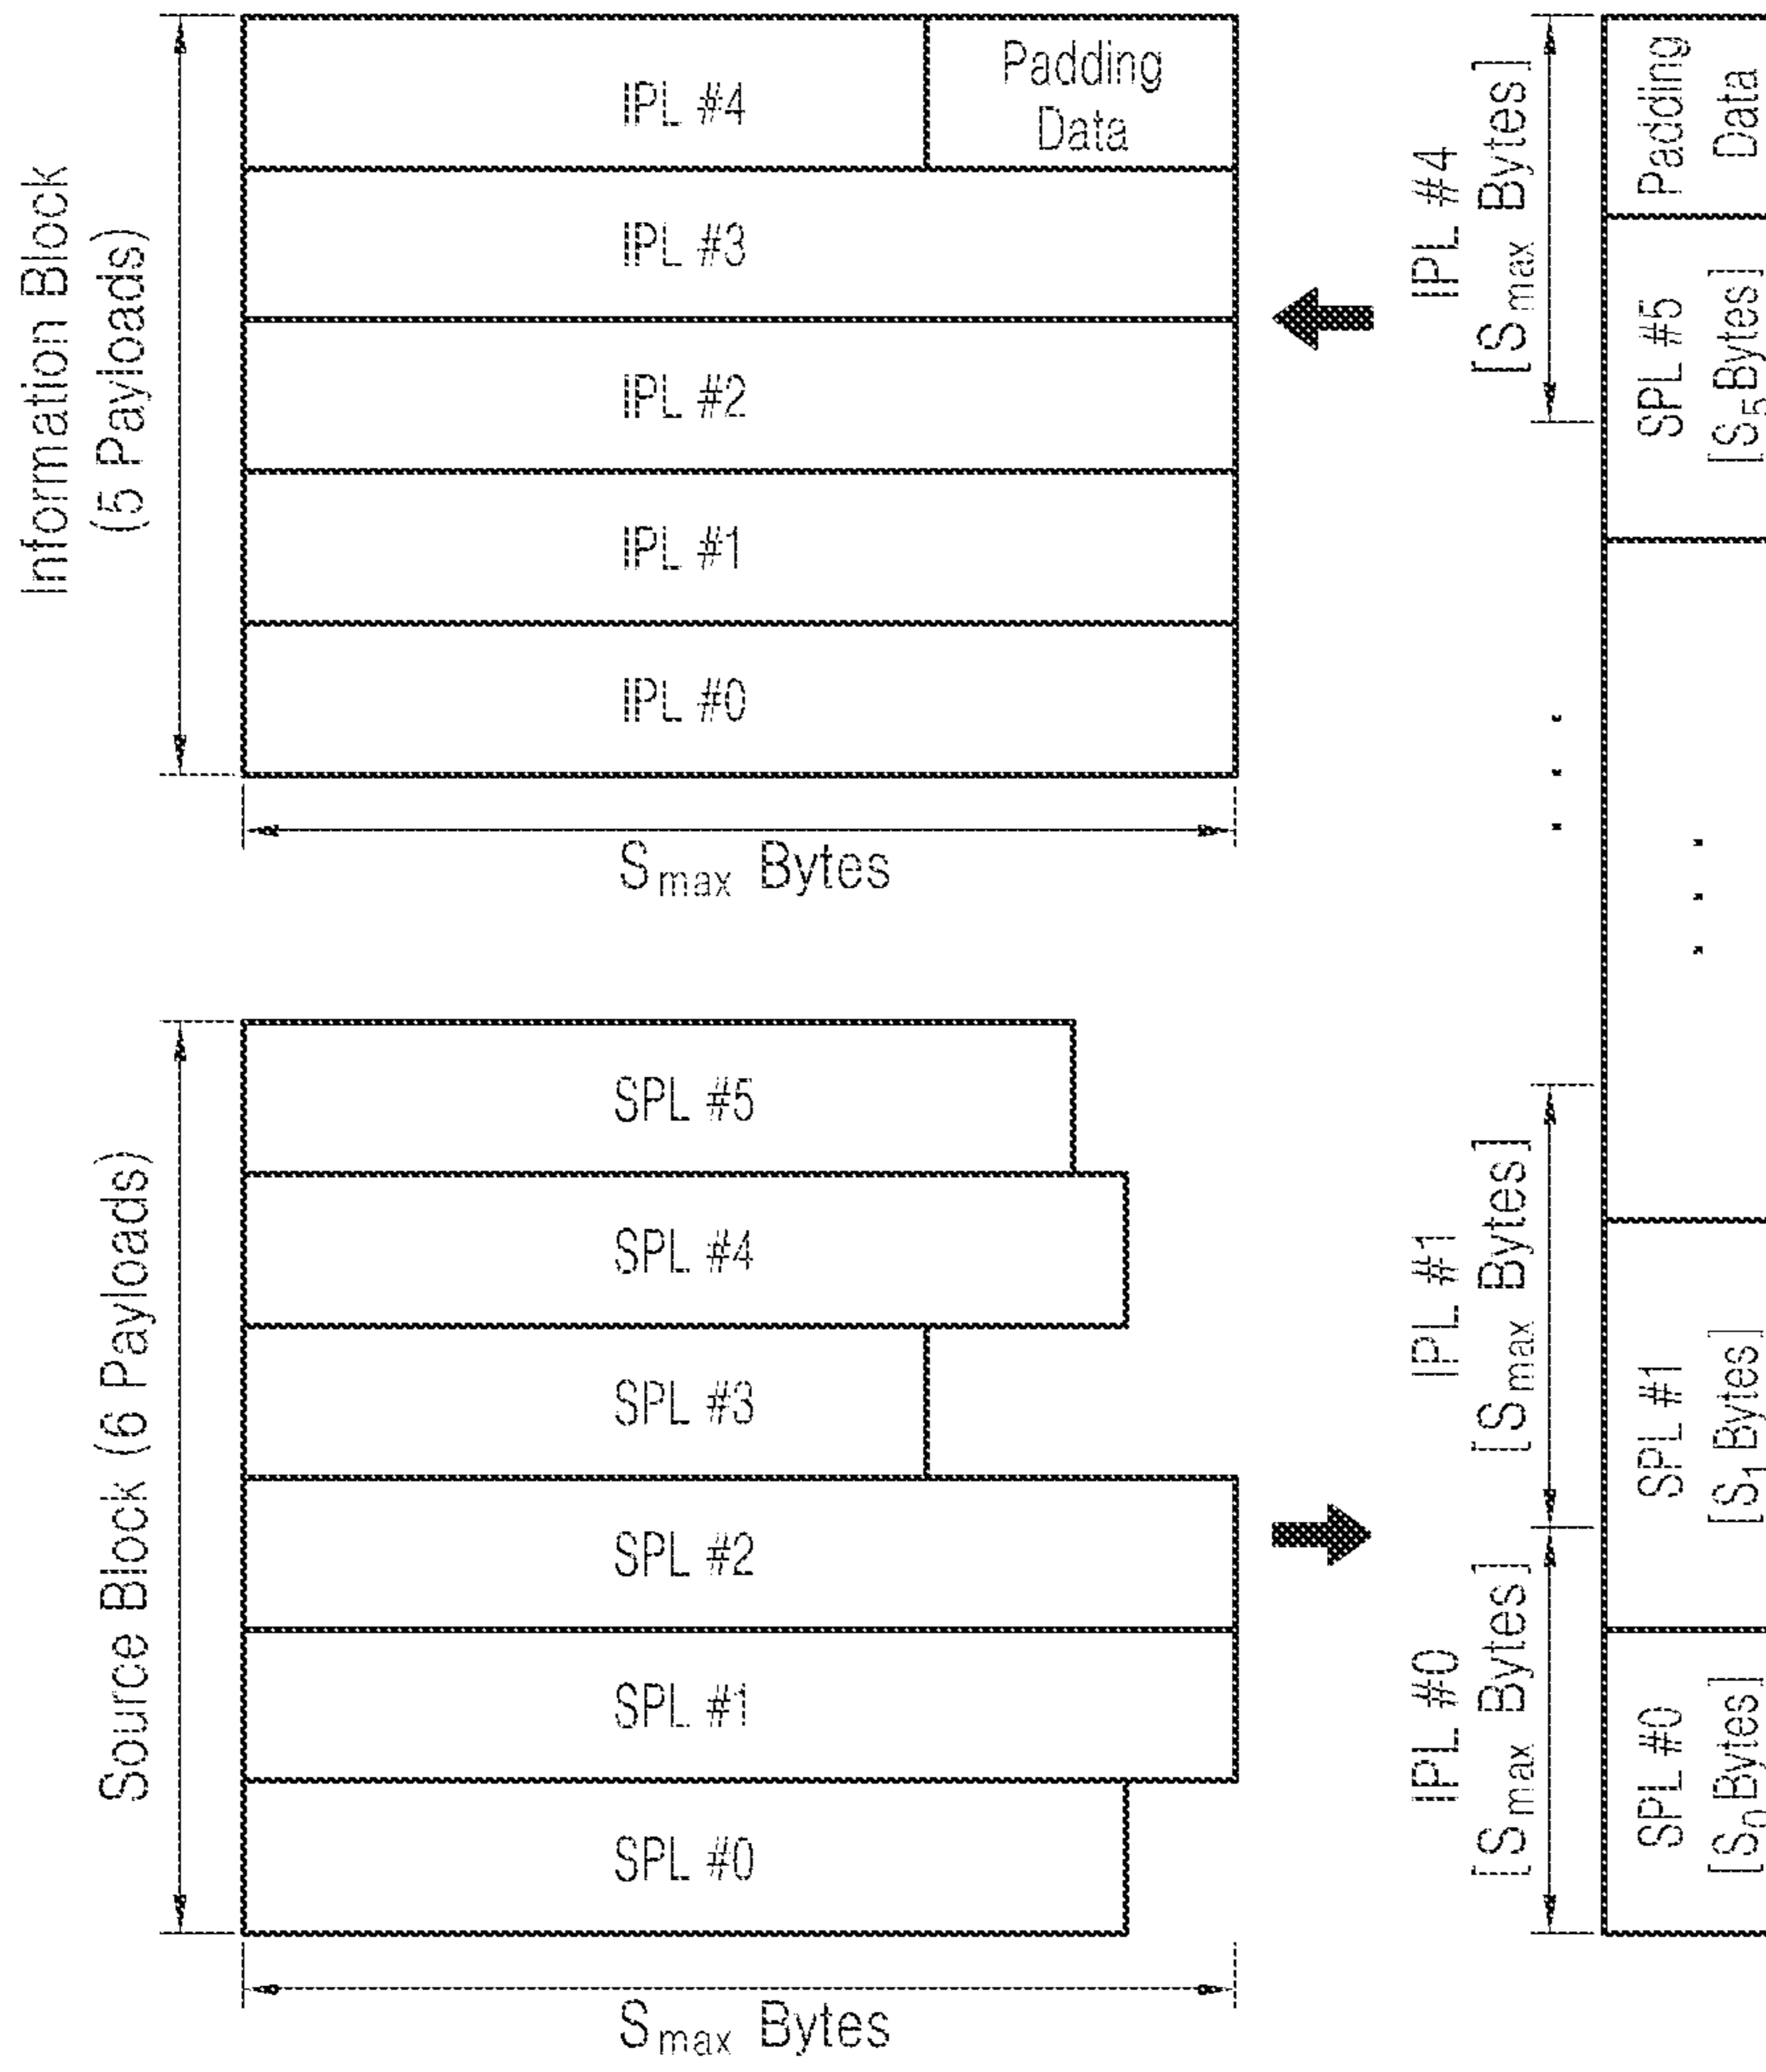 Information Block
(5 Payloads)
IPL #4
Padding
Data
IPL #3
IPL #2
IPL #1
IPL #0
Smax Bytes
Source Block (6 Payloads)
SPL #5
SPL #4
SPL #3
SPL #2
SPL #1
SPL #0
Smax Bytes
IPL #4
[Smax Bytes]
IPL #1
[Smax Bytes]
IPL #0
[Smax Bytes]
Padding
Data
SPL #5
[S5 Bytes]
SPL #1
[S1 Bytes]
SPL #0
[S0 Bytes]